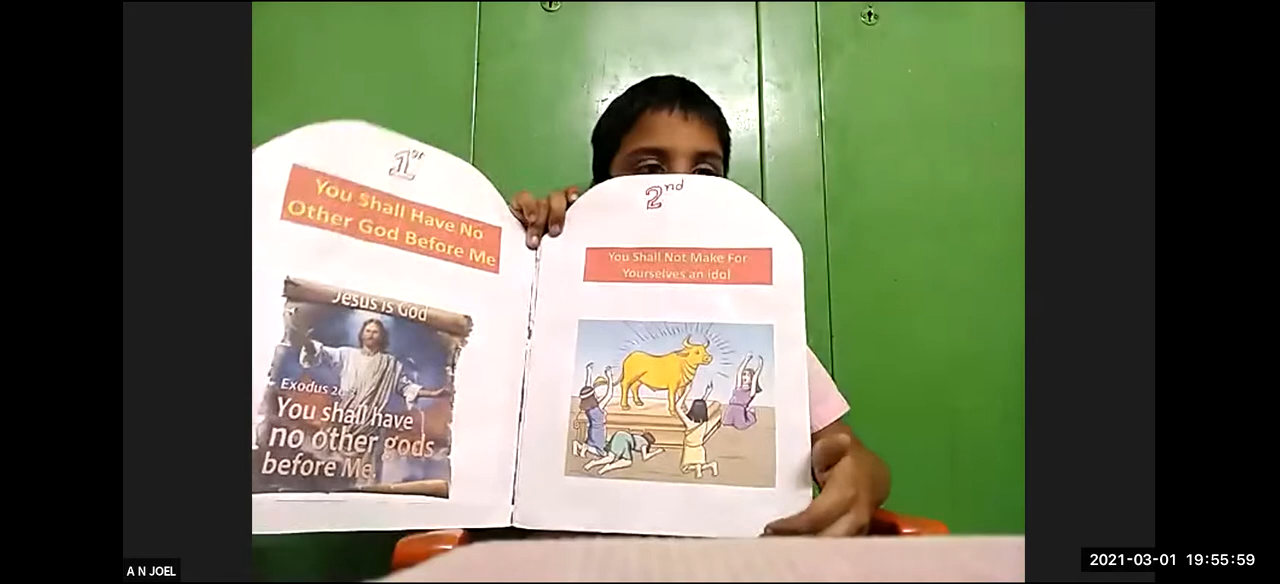 1st
You Shall Have No
Other God Before Me
Jesus is God
Exodus
You shall have
no other gods
before Me.
2nd
You Shall Not Make For
Yourselves an idol
A N JOEL
2021-03-01 19:55:59